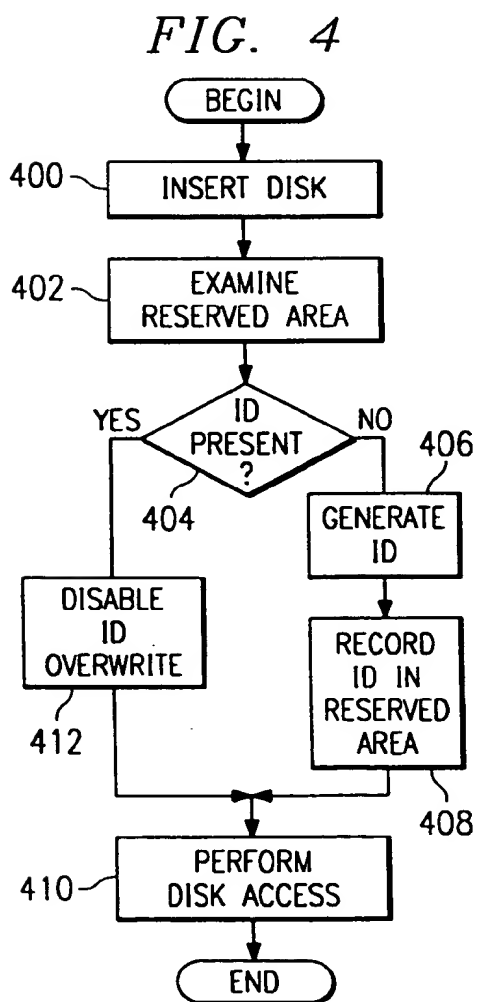 FIG. 4
BEGIN
400
INSERT DISK
402
EXAMINE
RESERVED AREA
YES
ID
PRESENT
?
NO
404
406
GENERATE
ID
DISABLE
ID
OVERWRITE
412
RECORD
ID IN
RESERVED
AREA
408
410
PERFORM
DISK ACCESS
END